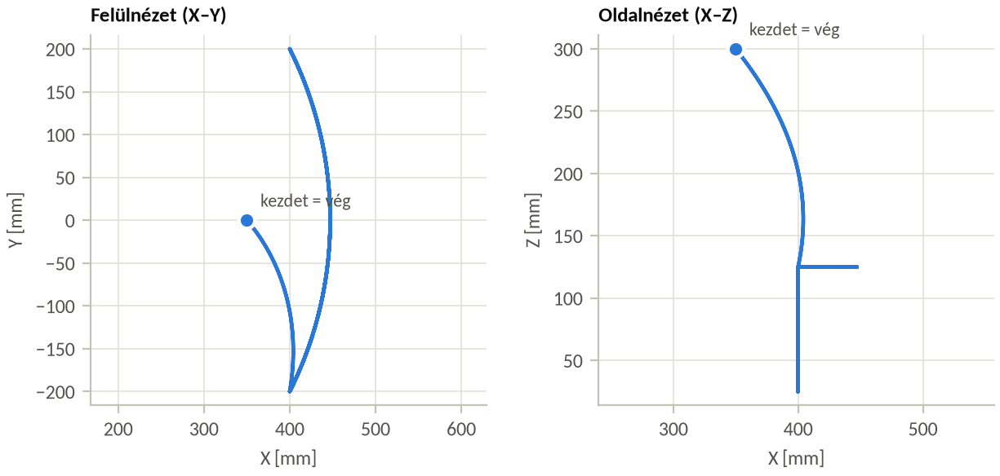 Felülnézet (X–Y)
200
150
100
50
0
−50
−100
−150
−200
Y [mm]
kezdet = vég
200
300
400
500
600
X [mm]
Oldalnézet (X–Z)
kezdet = vég
300
250
200
150
100
50
Z [mm]
300
400
500
X [mm]